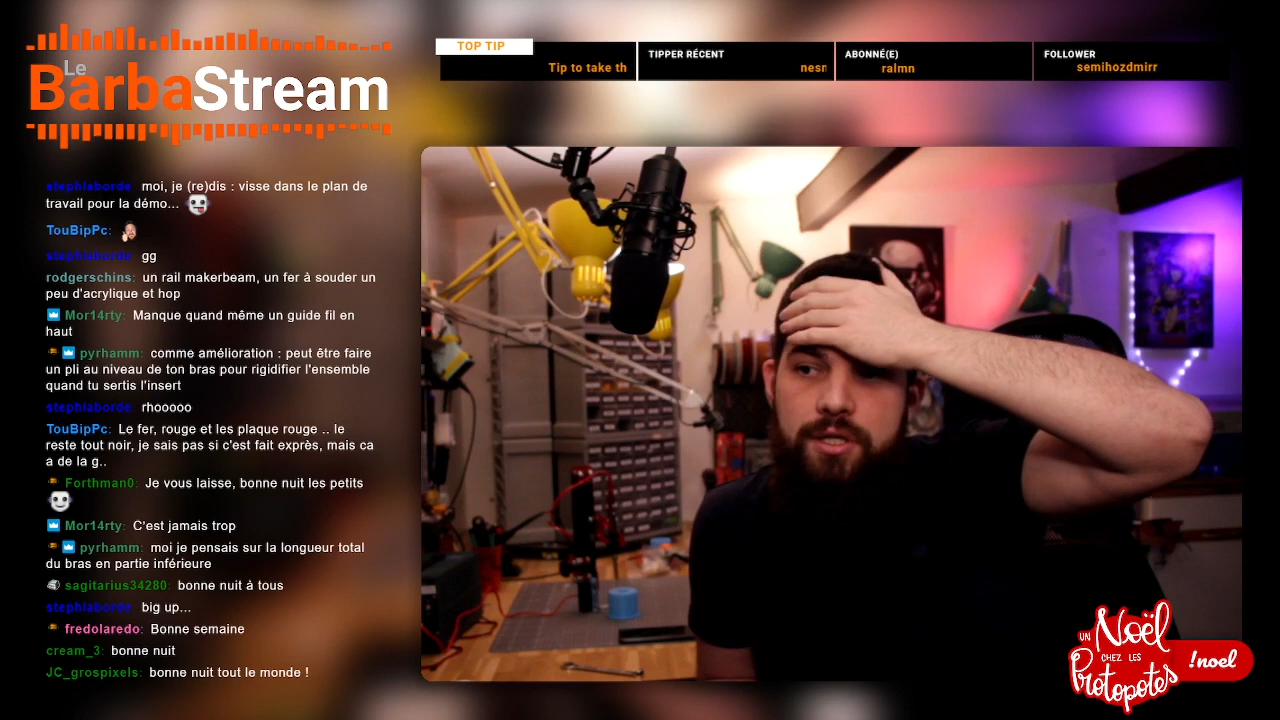 Le
BarbaStream
TOP TIP
Tip to take th
TIPPER RÉCENT
nesr
ABONNÉ(E)
ralmn
FOLLOWER
semihozdmirr
stephlaborde moi, je (re)dis : visse dans le plan de
travail pour la démo...
TouBipPc:
stephlaborde gg
rodgerschins: un rail makerbeam, un fer à souder un
peu d'acrylique et hop
Mor14rty: Manque quand même un guide fil en
haut
pyrhamm: comme amélioration : peut être faire
un pli au niveau de ton bras pour rigidifier l'ensemble
quand tu sertis l'insert
stephlaborde rhooooo
TouBipPc: Le fer, rouge et les plaque rouge .. le
reste tout noir, je sais pas si c'est fait exprès, mais ca
a de la g..
Forthman0: Je vous laisse, bonne nuit les petits
Mor14rty: C'est jamais trop
pyrhamm: moi je pensais sur la longueur total
du bras en partie inférieure
sagitarius34280: bonne nuit à tous
stephlaborde big up...
fredolaredo: Bonne semaine
cream_3: bonne nuit
JC_grospixels: bonne nuit tout le monde !
UN
Noël
CHEZ LES
Protopotes
!noel